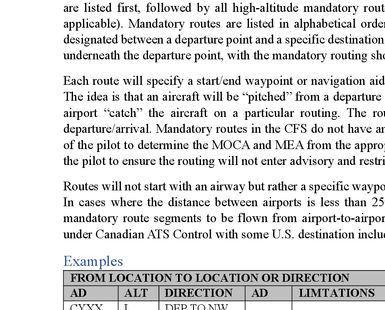 are listed first, followed by all high-altitude mandatory rout
applicable). Mandatory routes are listed in alphabetical order
designated between a departure point and a specific destination
underneath the departure point, with the mandatory routing sho
Each route will specify a start/end waypoint or navigation aid
The idea is that an aircraft will be “pitched” from a departure
airport “catch” the aircraft on a particular routing. The rou
departure/arrival. Mandatory routes in the CFS do not have an
of the pilot to determine the MOCA and MEA from the approp
the pilot to ensure the routing will not enter advisory and restri
Routes will not start with an airway but rather a specific waypo
In cases where the distance between airports is less than 25
mandatory route segments to be flown from airport-to-airpor
under Canadian ATS Control with some U.S. destination inclu
Examples
FROM LOCATION TO LOCATION OR DIRECTION
AD ALT DIRECTION AD LIMTATIONS
CYXX L DEP TO NW